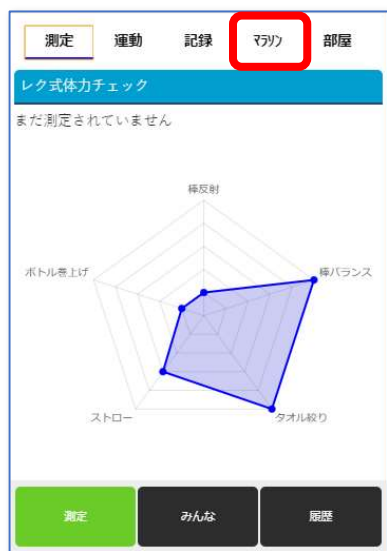 測定 運動 記録 ﾏﾗｿﾝ 部屋
レク式体力チェック
まだ測定されていません
棒反射
ボトル巻上げ 棒バランス
ストロー タオル絞り
測定 みんな 履歴